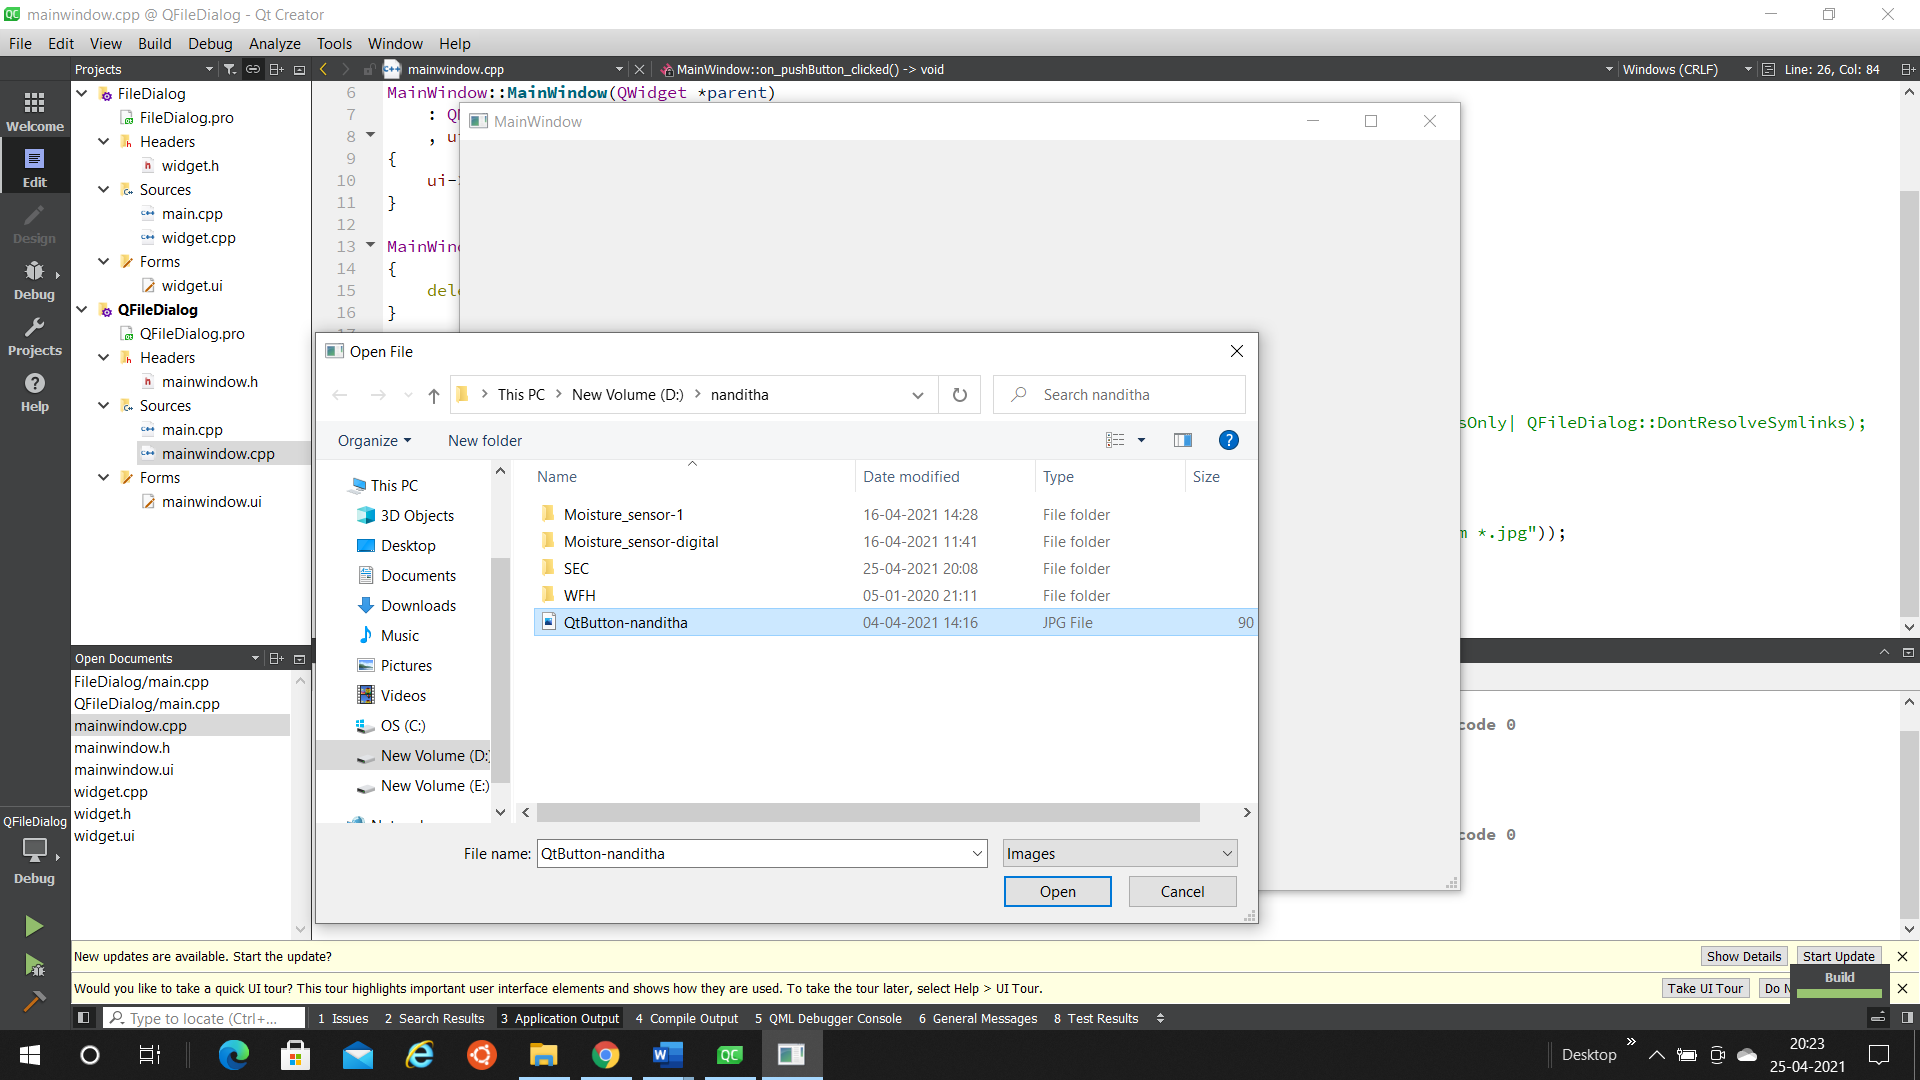 mainwindow.cpp @ QFileDialog - Qt Creator
File Edit View Build Debug Analyze Tools Window Help
Projects
mainwindow.cpp
MainWindow::on_pushButton_clicked() -> void
Windows (CRLF)
Line: 26, Col: 84
Welcome
Edit
Design
Debug
Projects
Help
QFileDialog
Debug
FileDialog
FileDialog.pro
Headers
widget.h
Sources
main.cpp
widget.cpp
Forms
widget.ui
QFileDialog
QFileDialog.pro
Headers
mainwindow.h
Sources
main.cpp
mainwindow.cpp
Forms
mainwindow.ui
6 MainWindow::MainWindow(QWidget *parent)
7 : Q
8 , u
9 {
10 ui-
11 }
12
13 MainWin
14 {
15 del
16 }
sOnly| QFileDialog::DontResolveSymlinks);
m *.jpg"));
MainWindow
Open File
This PC > New Volume (D:) > nanditha
Search nanditha
Organize
New folder
?
This PC
3D Objects
Desktop
Documents
Downloads
Music
Pictures
Videos
OS (C:)
New Volume (D:)
New Volume (E:)
Name Date modified Type Size
Moisture_sensor-1 16-04-2021 14:28 File folder
Moisture_sensor-digital 16-04-2021 11:41 File folder
SEC 25-04-2021 20:08 File folder
WFH 05-01-2020 21:11 File folder
QtButton-nanditha 04-04-2021 14:16 JPG File 90
File name: QtButton-nanditha
Images
Open
Cancel
Open Documents
FileDialog/main.cpp
QFileDialog/main.cpp
mainwindow.cpp
mainwindow.h
mainwindow.ui
widget.cpp
widget.h
widget.ui
code 0
code 0
New updates are available. Start the update?
Show Details
Start Update
Would you like to take a quick UI tour? This tour highlights important user interface elements and shows how they are used. To take the tour later, select Help > UI Tour.
Take UI Tour
Do
Build
Type to locate (Ctrl+...
1 Issues
2 Search Results
3 Application Output
4 Compile Output
5 QML Debugger Console
6 General Messages
8 Test Results
Desktop
20:23
25-04-2021